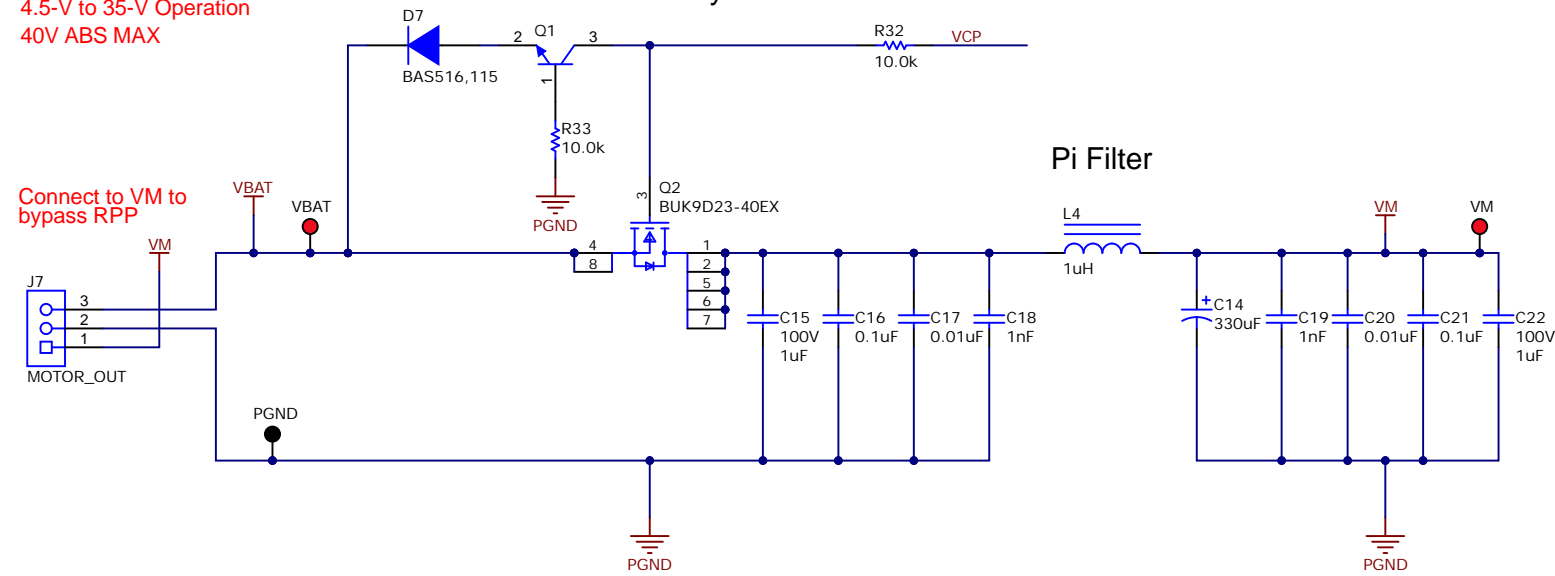 4.5-V to 35-V Operation
40V ABS MAX
D7
BAS516,115
2
Q1
3
1
R33
10.0k
PGND
R32
10.0k
VCP
Connect to VM to
bypass RPP
VBAT
VBAT
VM
J7
3
2
1
MOTOR_OUT
PGND
3
Q2
BUK9D23-40EX
4
8
1
2
5
6
7
C15
100V
1uF
C16
0.1uF
C17
0.01uF
C18
1nF
PGND
Pi Filter
L4
1uH
VM
VM
+
C14
330uF
C19
1nF
C20
0.01uF
C21
0.1uF
C22
100V
1uF
PGND